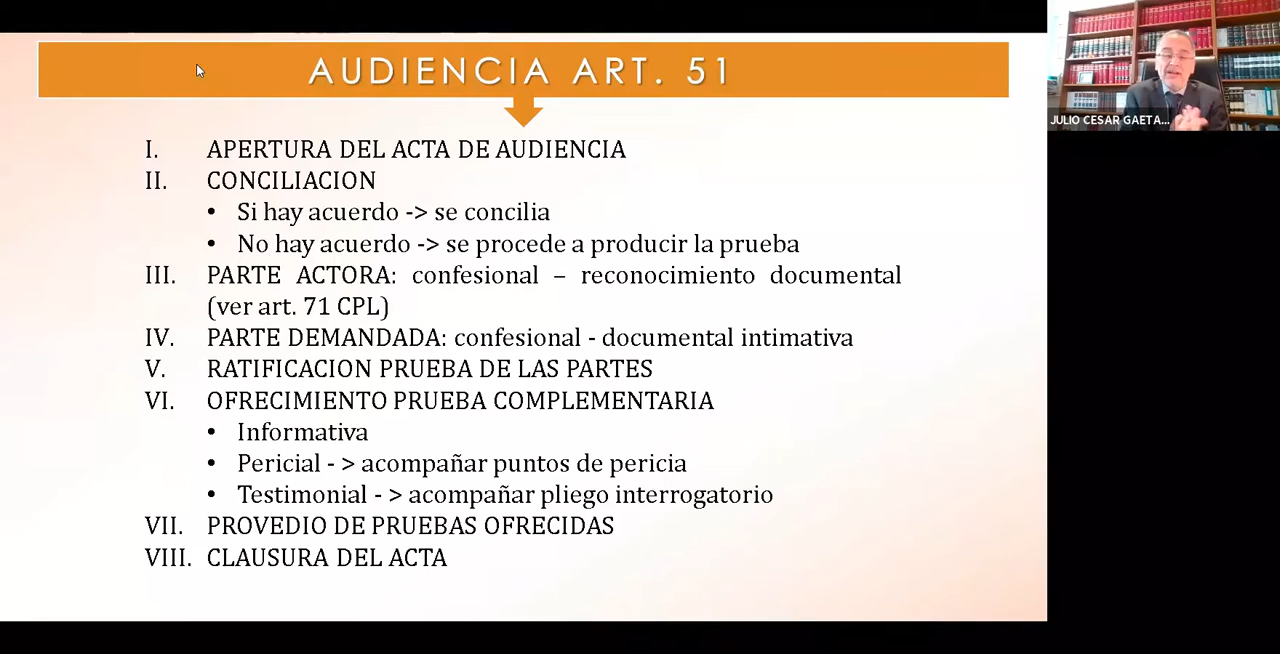 AUDIENCIA ART. 51
JULIO CESAR GAETA...
I. APERTURA DEL ACTA DE AUDIENCIA
II. CONCILIACION
• Si hay acuerdo -> se concilia
• No hay acuerdo -> se procede a producir la prueba
III. PARTE ACTORA: confesional – reconocimiento documental
(ver art. 71 CPL)
IV. PARTE DEMANDADA: confesional - documental intimativa
V. RATIFICACION PRUEBA DE LAS PARTES
VI. OFRECIMIENTO PRUEBA COMPLEMENTARIA
• Informativa
• Pericial - > acompañar puntos de pericia
• Testimonial - > acompañar pliego interrogatorio
VII. PROVEDIO DE PRUEBAS OFRECIDAS
VIII. CLAUSURA DEL ACTA